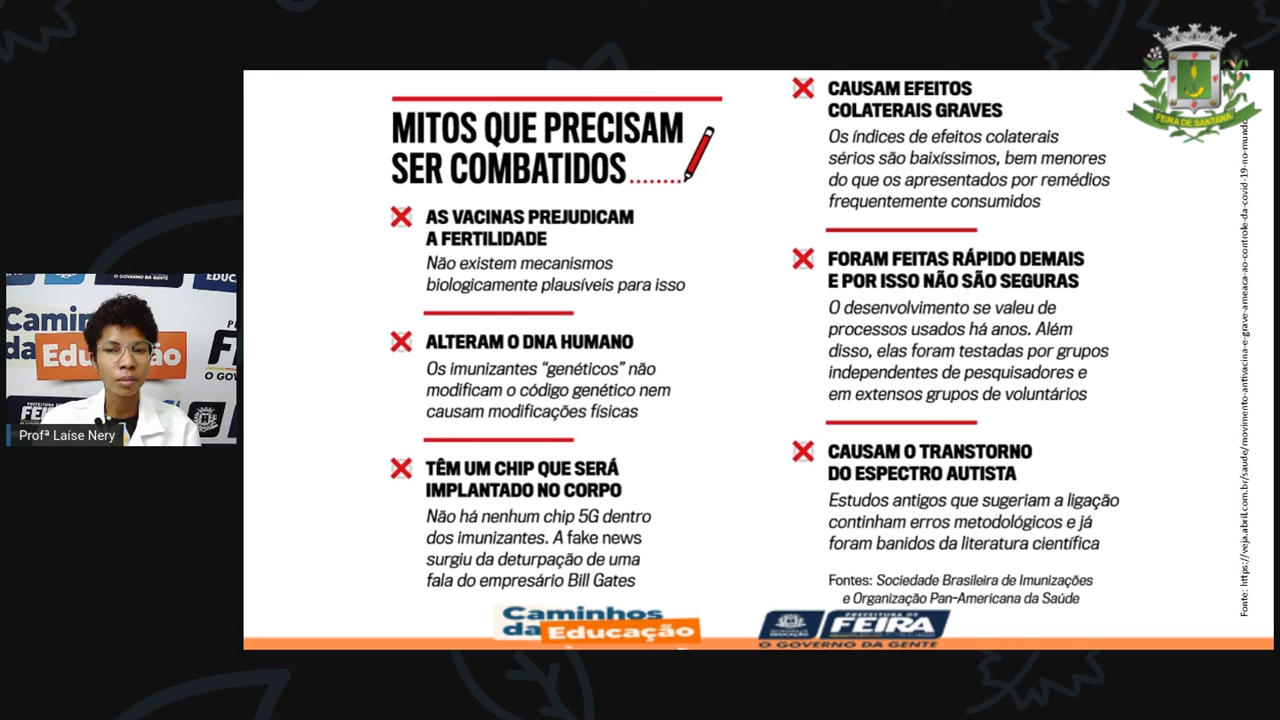 MITOS QUE PRECISAM
SER COMBATIDOS
AS VACINAS PREJUDICAM
A FERTILIDADE
Não existem mecanismos
biologicamente plausíveis para isso
ALTERAM O DNA HUMANO
Os imunizantes “genéticos” não
modificam o código genético nem
causam modificações físicas
TÊM UM CHIP QUE SERÁ
IMPLANTADO NO CORPO
Não há nenhum chip 5G dentro
dos imunizantes. A fake news
surgiu da deturpação de uma
fala do empresário Bill Gates
CAUSAM EFEITOS
COLATERAIS GRAVES
Os índices de efeitos colaterais
sérios são baixíssimos, bem menores
do que os apresentados por remédios
frequentemente consumidos
FORAM FEITAS RÁPIDO DEMAIS
E POR ISSO NÃO SÃO SEGURAS
O desenvolvimento se valeu de
processos usados há anos. Além
disso, elas foram testadas por grupos
independentes de pesquisadores e
em extensos grupos de voluntários
CAUSAM O TRANSTORNO
DO ESPECTRO AUTISTA
Estudos antigos que sugeriam a ligação
continham erros metodológicos e já
foram banidos da literatura científica
Fontes: Sociedade Brasileira de Imunizações
e Organização Pan-Americana da Saúde
Fonte: https://veja.abril.com.br/saude/movimento-antivacina-e-grave-ameaca-ao-controle-da-covid-19-no-mundo
FEIRA DE SANTANA
Caminhos
da Educação
PREFEITURA DE
FEIRA
O GOVERNO DA GENTE
O GOVERNO DA GENTE
EDUC
Caminh
da Educação
FEI
O GOVERN
FEIRA
Profª Laíse Nery